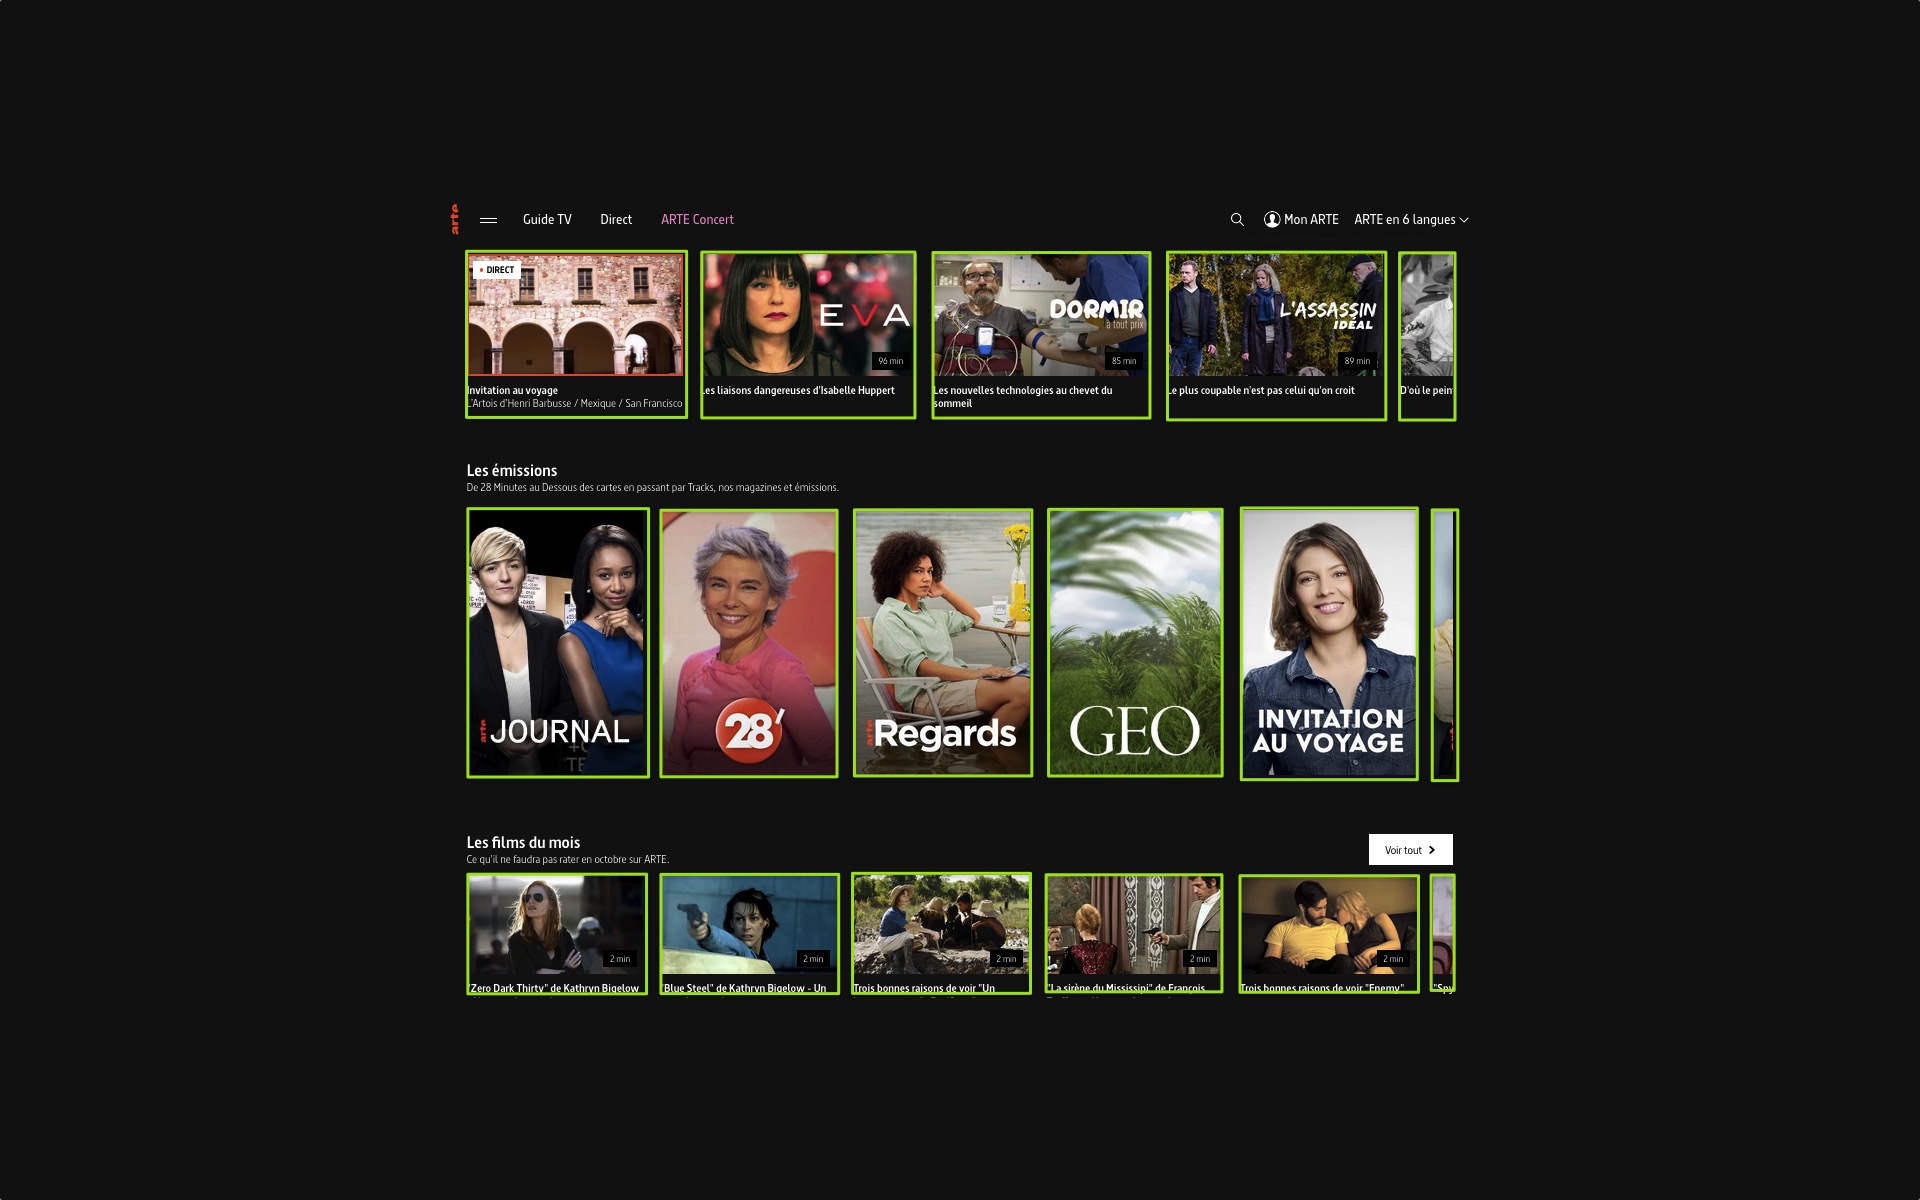 arte
Guide TV
Direct
ARTE Concert
Mon ARTE
ARTE en 6 langues
DIRECT
EVA
96 min
DORMIR
à tout prix
85 min
L'ASSASSIN
IDÉAL
89 min
Invitation au voyage
L'Artois d'Henri Barbusse / Mexique / San Francisco
Les liaisons dangereuses d'Isabelle Huppert
Les nouvelles technologies au chevet du
sommeil
Le plus coupable n'est pas celui qu'on croit
D'où le pein
Les émissions
De 28 Minutes au Dessous des cartes en passant par Tracks, nos magazines et émissions.
arte JOURNAL
28'
arte Regards
GEO
INVITATION
AU VOYAGE
Les films du mois
Ce qu'il ne faudra pas rater en octobre sur ARTE.
Voir tout
2 min
2 min
2 min
2 min
2 min
"Zero Dark Thirty" de Kathryn Bigelow
"Blue Steel" de Kathryn Bigelow - Un
Trois bonnes raisons de voir "Un
"La sirène du Mississipi" de François
Trois bonnes raisons de voir "Enemy"
"Spy